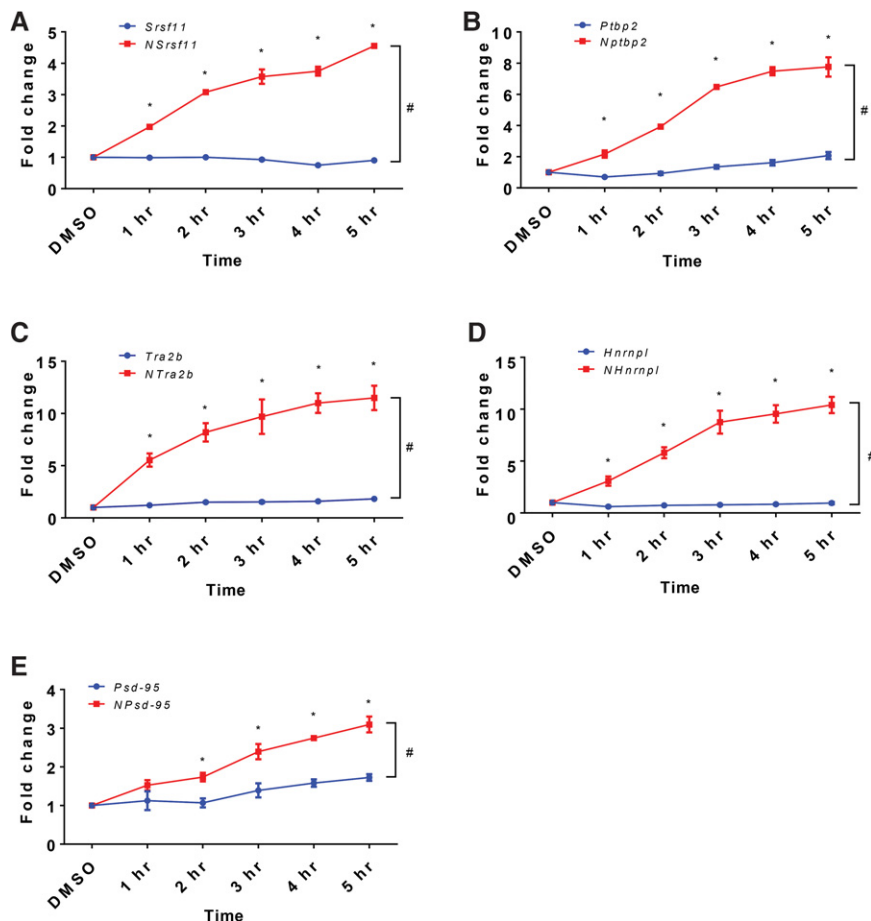 A
Srsf11
NSrsf11
Fold change
5
4
3
2
1
0
* * * * *
#
DMSO 1 hr 2 hr 3 hr 4 hr 5 hr
Time
B
Ptbp2
Nptbp2
Fold change
10
8
6
4
2
0
* * * * *
#
DMSO 1 hr 2 hr 3 hr 4 hr 5 hr
Time
C
Tra2b
NTra2b
Fold change
15
10
5
0
* * * * *
#
DMSO 1 hr 2 hr 3 hr 4 hr 5 hr
Time
D
Hnrnpl
NHnrnpl
Fold change
15
10
5
0
* * * * *
#
DMSO 1 hr 2 hr 3 hr 4 hr 5 hr
Time
E
Psd-95
NPsd-95
Fold change
4
3
2
1
0
* * * *
#
DMSO 1 hr 2 hr 3 hr 4 hr 5 hr
Time